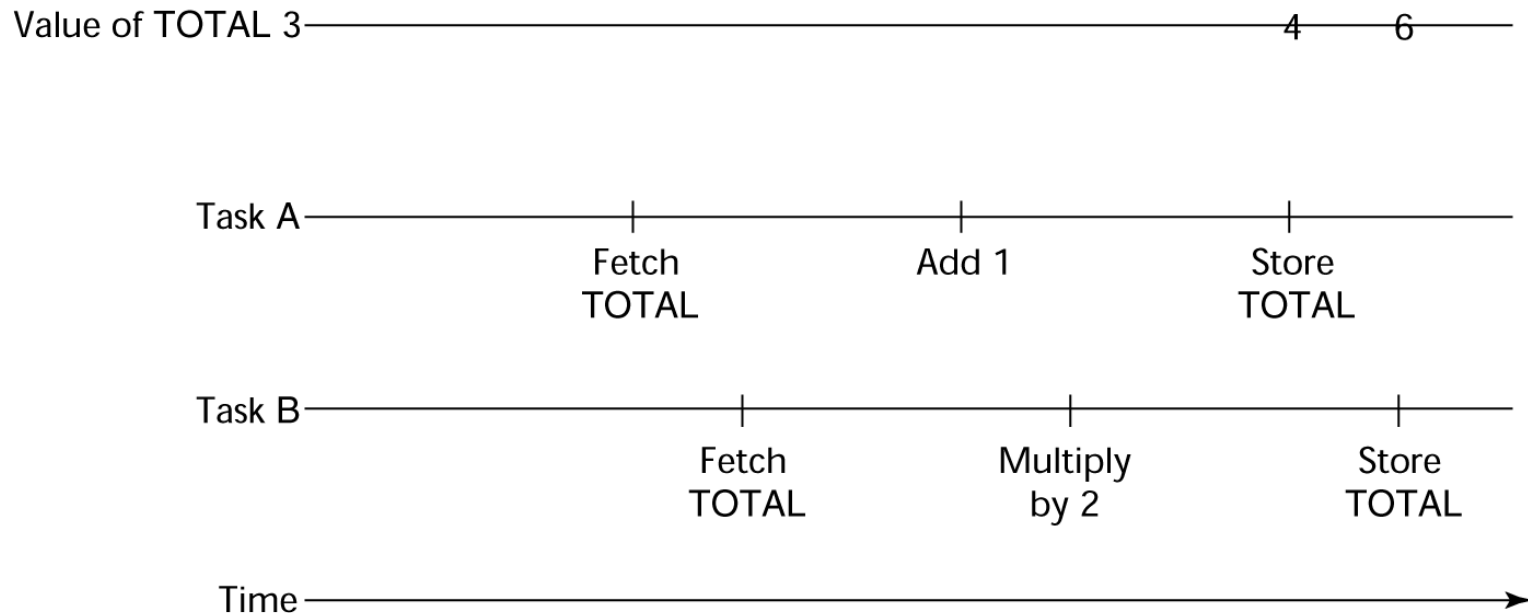 Value of TOTAL 3 4 6
Task A
Fetch Add 1 Store
TOTAL TOTAL
Task B
Fetch Multiply Store
TOTAL by 2 TOTAL
Time